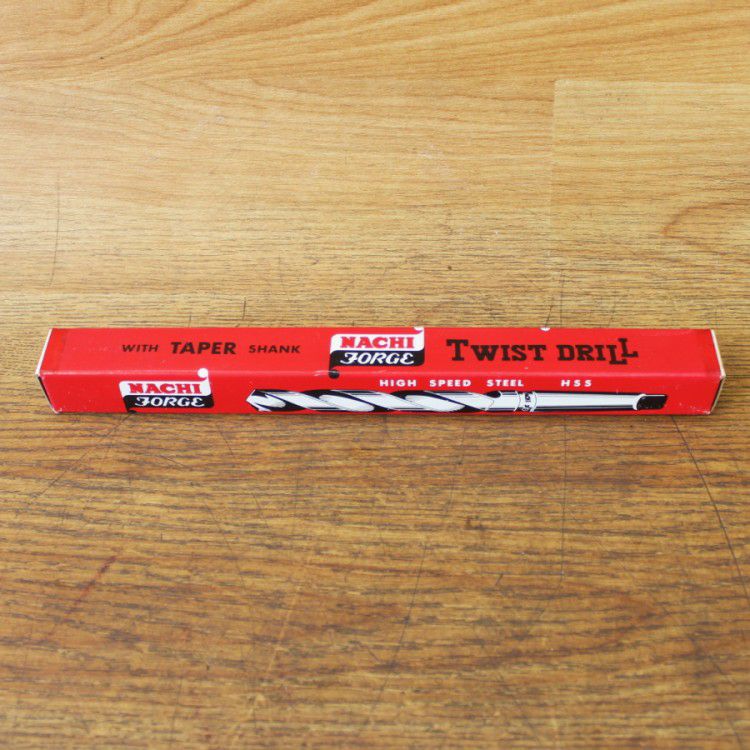 WITH TAPER SHANK
NACHI
FORGE
TWIST DRILL
NACHI
FORGE
HIGH SPEED STEEL HSS